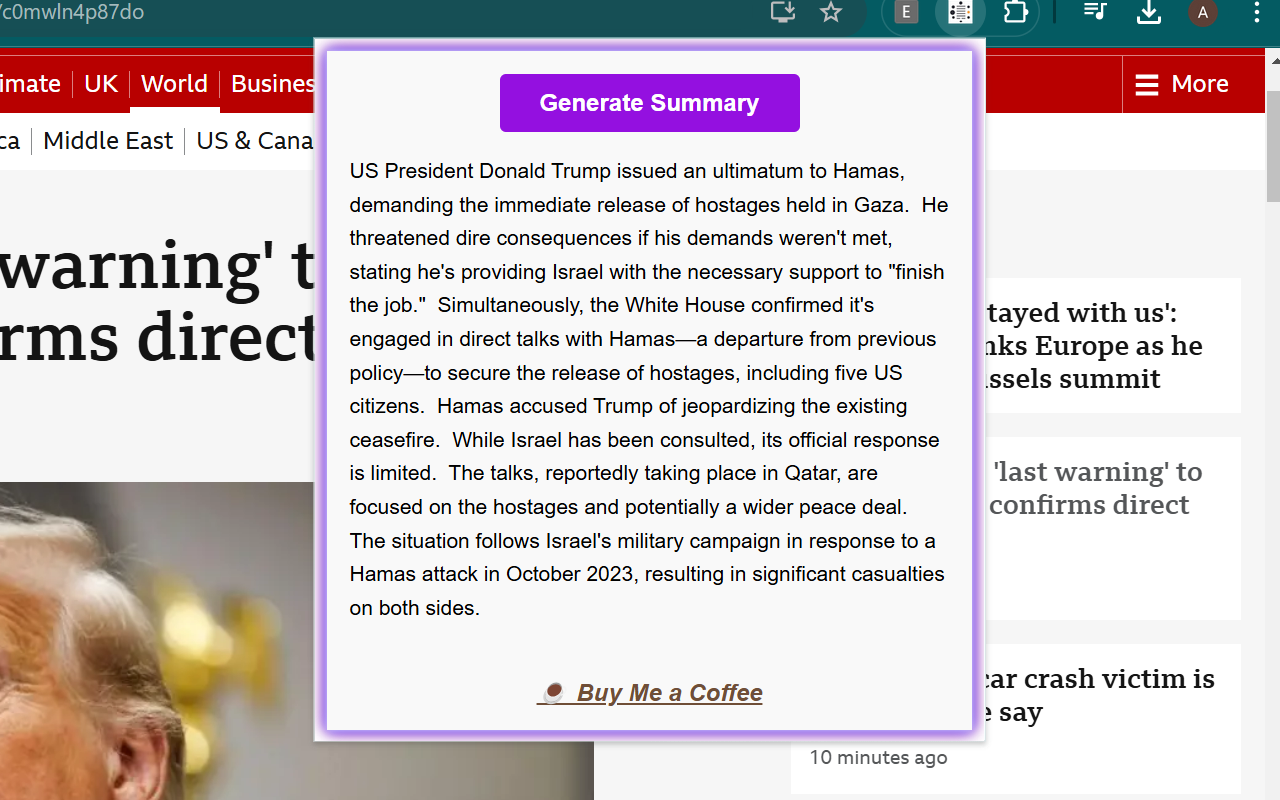 /c0mwln4p87do
E
A
imate
UK
World
Busines
More
ca
Middle East
US & Cana
warning' t
rms direct
Generate Summary
US President Donald Trump issued an ultimatum to Hamas,
demanding the immediate release of hostages held in Gaza.  He
threatened dire consequences if his demands weren't met,
stating he's providing Israel with the necessary support to "finish
the job."  Simultaneously, the White House confirmed it's
engaged in direct talks with Hamas—a departure from previous
policy—to secure the release of hostages, including five US
citizens.  Hamas accused Trump of jeopardizing the existing
ceasefire.  While Israel has been consulted, its official response
is limited.  The talks, reportedly taking place in Qatar, are
focused on the hostages and potentially a wider peace deal.
The situation follows Israel's military campaign in response to a
Hamas attack in October 2023, resulting in significant casualties
on both sides.
Buy Me a Coffee
tayed with us':
nks Europe as he
ssels summit
'last warning' to
confirms direct
car crash victim is
e say
10 minutes ago